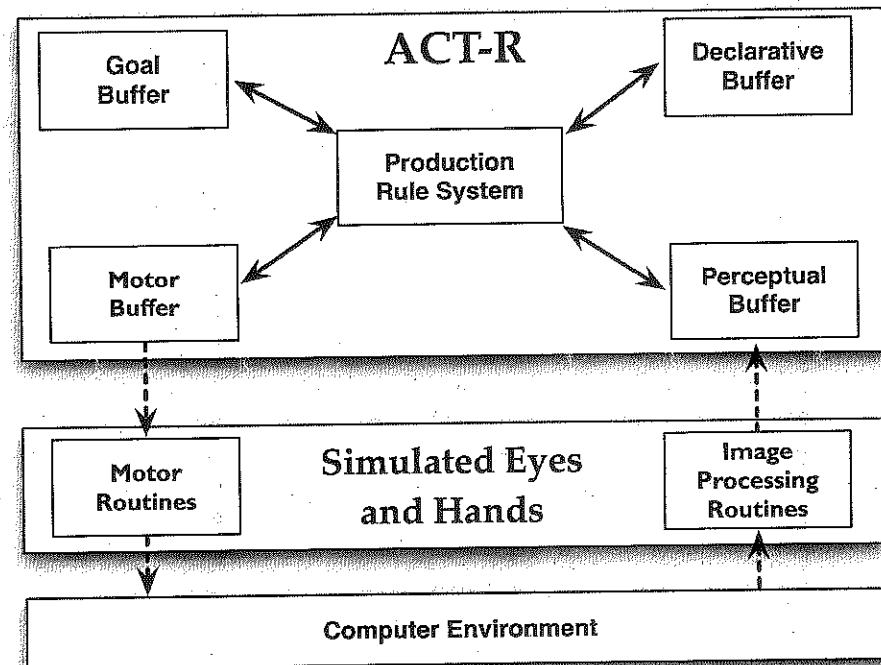 ACT-R
Goal
Buffer
Declarative
Buffer
Production
Rule System
Motor
Buffer
Perceptual
Buffer
Motor
Routines
Simulated Eyes
and Hands
Image
Processing
Routines
Computer Environment